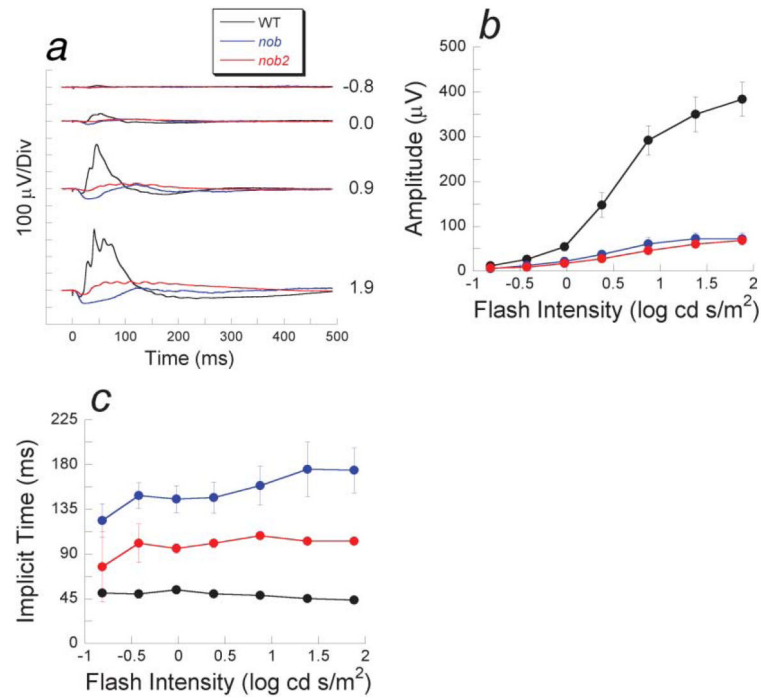 a
WT
nob
nob2
-0.8
0.0
0.9
1.9
100 μV/Div
0 100 200 300 400 500
Time (ms)
b
500
400
300
200
100
0
Amplitude (μV)
-1 -0.5 0 0.5 1 1.5 2
Flash Intensity (log cd s/m²)
c
225
180
135
90
45
0
Implicit Time (ms)
-1 -0.5 0 0.5 1 1.5 2
Flash Intensity (log cd s/m²)